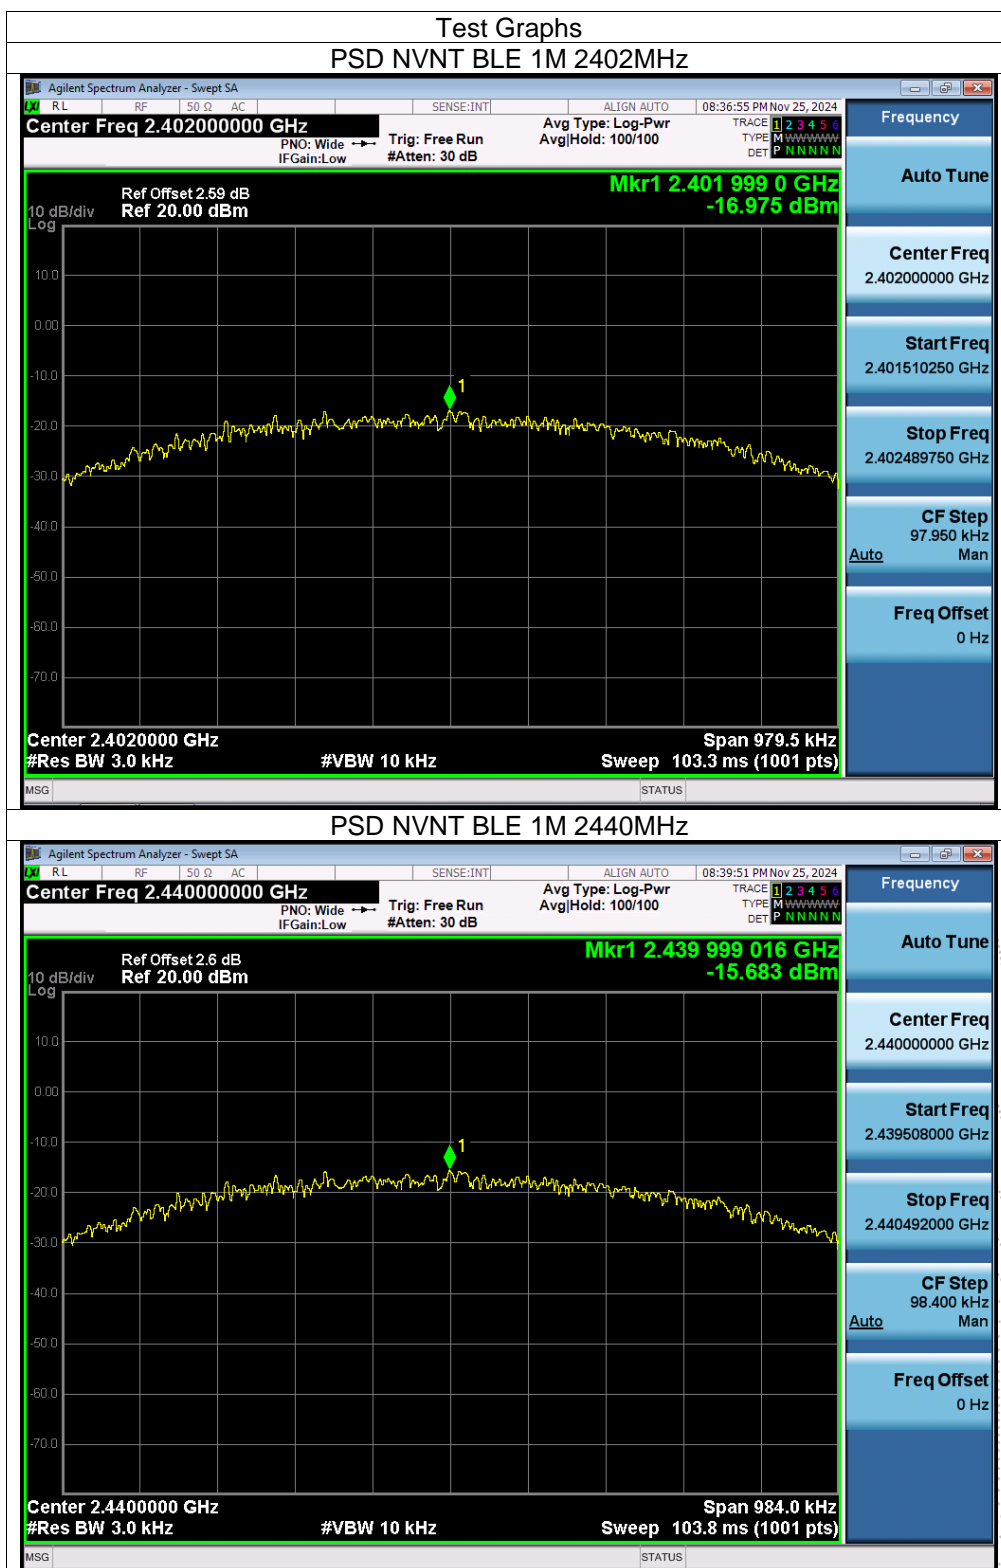 Test Graphs
PSD NVNT BLE 1M 2402MHz
Agilent Spectrum Analyzer - Swept SA
LXI RL RF 50 Ω AC SENSE:INT ALIGN AUTO 08:36:55 PM Nov 25, 2024
Center Freq 2.402000000 GHz
PNO: Wide
IFGain:Low
Trig: Free Run
#Atten: 30 dB
Avg Type: Log-Pwr
Avg|Hold: 100/100
TRACE 1 2 3 4 5 6
TYPE M W W W W W
DET P N N N N N
Frequency
Auto Tune
Center Freq
2.402000000 GHz
Start Freq
2.401510250 GHz
Stop Freq
2.402489750 GHz
CF Step
97.950 kHz
Auto Man
Freq Offset
0 Hz
Mkr1 2.401 999 0 GHz
-16.975 dBm
Ref Offset 2.59 dB
10 dB/div Ref 20.00 dBm
Log
10.0
0.00
-10.0
1
-20.0
-30.0
-40.0
-50.0
-60.0
-70.0
Center 2.4020000 GHz Span 979.5 kHz
#Res BW 3.0 kHz #VBW 10 kHz Sweep 103.3 ms (1001 pts)
MSG STATUS
PSD NVNT BLE 1M 2440MHz
Agilent Spectrum Analyzer - Swept SA
LXI RL RF 50 Ω AC SENSE:INT ALIGN AUTO 08:39:51 PM Nov 25, 2024
Center Freq 2.440000000 GHz
PNO: Wide
IFGain:Low
Trig: Free Run
#Atten: 30 dB
Avg Type: Log-Pwr
Avg|Hold: 100/100
TRACE 1 2 3 4 5 6
TYPE M W W W W W
DET P N N N N N
Frequency
Auto Tune
Center Freq
2.440000000 GHz
Start Freq
2.439508000 GHz
Stop Freq
2.440492000 GHz
CF Step
98.400 kHz
Auto Man
Freq Offset
0 Hz
Mkr1 2.439 999 016 GHz
-15.683 dBm
Ref Offset 2.6 dB
10 dB/div Ref 20.00 dBm
Log
10.0
0.00
-10.0
1
-20.0
-30.0
-40.0
-50.0
-60.0
-70.0
Center 2.4400000 GHz Span 984.0 kHz
#Res BW 3.0 kHz #VBW 10 kHz Sweep 103.8 ms (1001 pts)
MSG STATUS